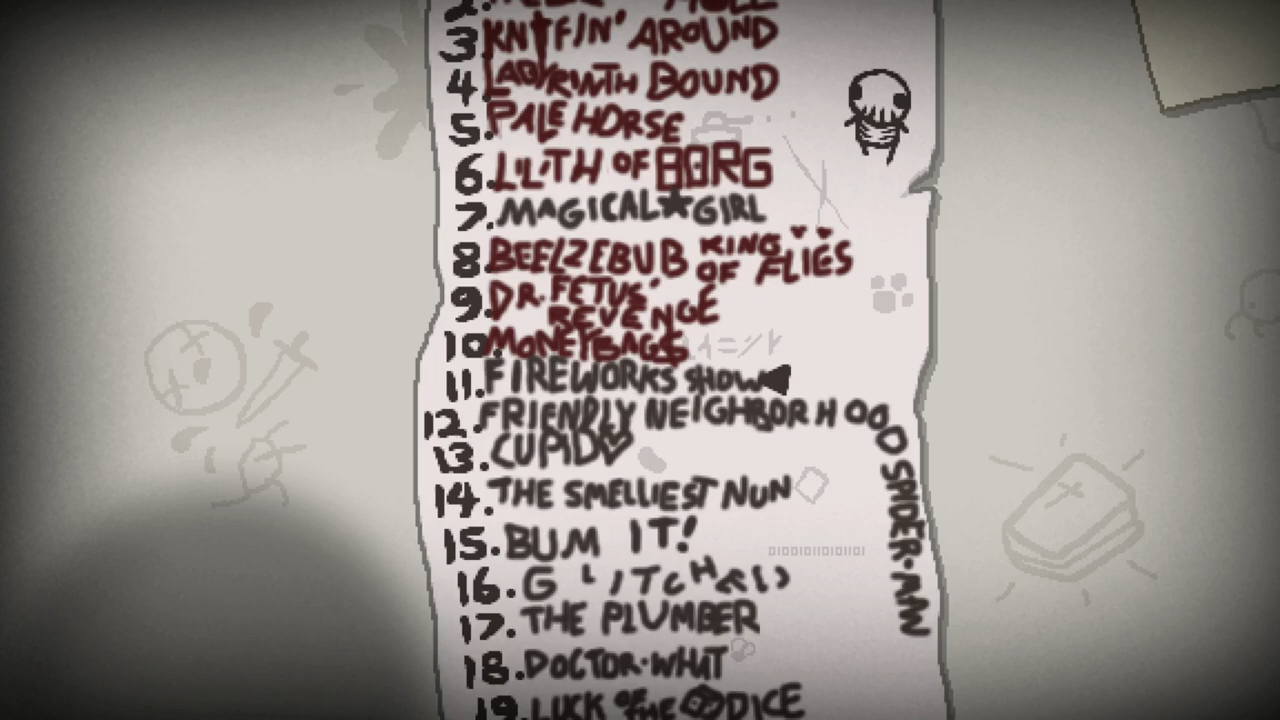 2.
3. KNIFIN' AROUND
4. LABYRINTH BOUND
5. PALE HORSE
6. LILITH OF BORG
7. MAGICAL★GIRL
8. BEELZEBUB KING OF FLIES
9. DR. FETUS' REVENGE
10. MONEYBAGS
11. FIREWORKS SHOW
12. FRIENDLY NEIGHBORHOOD SPIDER-MAN
13. CUPID♡
14. THE SMELLIEST NUN
15. BUM IT!
16. GLITCHED
17. THE PLUMBER
18. DOCTOR-WHAT
19. LUCK OF THE DICE